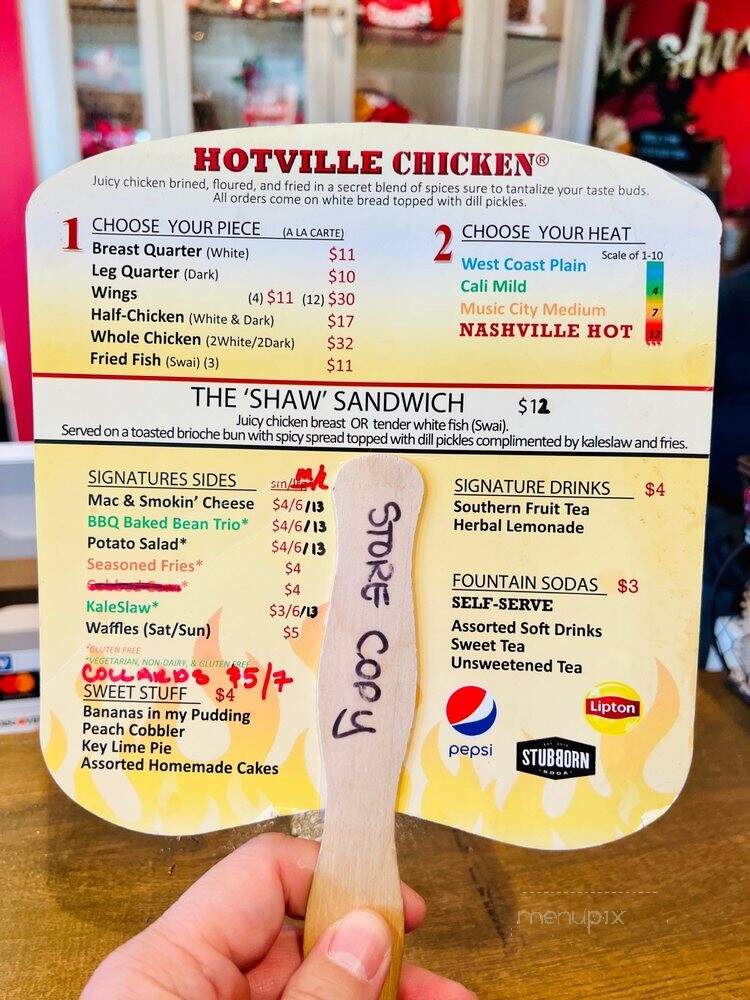 Nashv
HOTVILLE CHICKEN®
Juicy chicken brined, floured, and fried in a secret blend of spices sure to tantalize your taste buds.
All orders come on white bread topped with dill pickles.
1 CHOOSE YOUR PIECE (A LA CARTE)
Breast Quarter (White) $11
Leg Quarter (Dark) $10
Wings (4) $11 (12) $30
Half-Chicken (White & Dark) $17
Whole Chicken (2White/2Dark) $32
Fried Fish (Swai) (3) $11
2 CHOOSE YOUR HEAT
Scale of 1-10
West Coast Plain
Cali Mild 4
Music City Medium 7
NASHVILLE HOT 12
THE 'SHAW' SANDWICH $12
Juicy chicken breast OR tender white fish (Swai).
Served on a toasted brioche bun with spicy spread topped with dill pickles complimented by kaleslaw and fries.
SIGNATURES SIDES
Mac & Smokin' Cheese $4/6/13
BBQ Baked Bean Trio* $4/6/13
Potato Salad* $4/6/13
Seasoned Fries* $4
$4
KaleSlaw* $3/6/13
Waffles (Sat/Sun) $5
*GLUTEN FREE
*VEGETARIAN, NON-DAIRY, & GLUTEN FREE
COLLARDS $5/7
SWEET STUFF $4
Bananas in my Pudding
Peach Cobbler
Key Lime Pie
Assorted Homemade Cakes
STORE COPY
SIGNATURE DRINKS $4
Southern Fruit Tea
Herbal Lemonade
FOUNTAIN SODAS $3
SELF-SERVE
Assorted Soft Drinks
Sweet Tea
Unsweetened Tea
pepsi
Lipton
STUBBORN
SODA
menupix